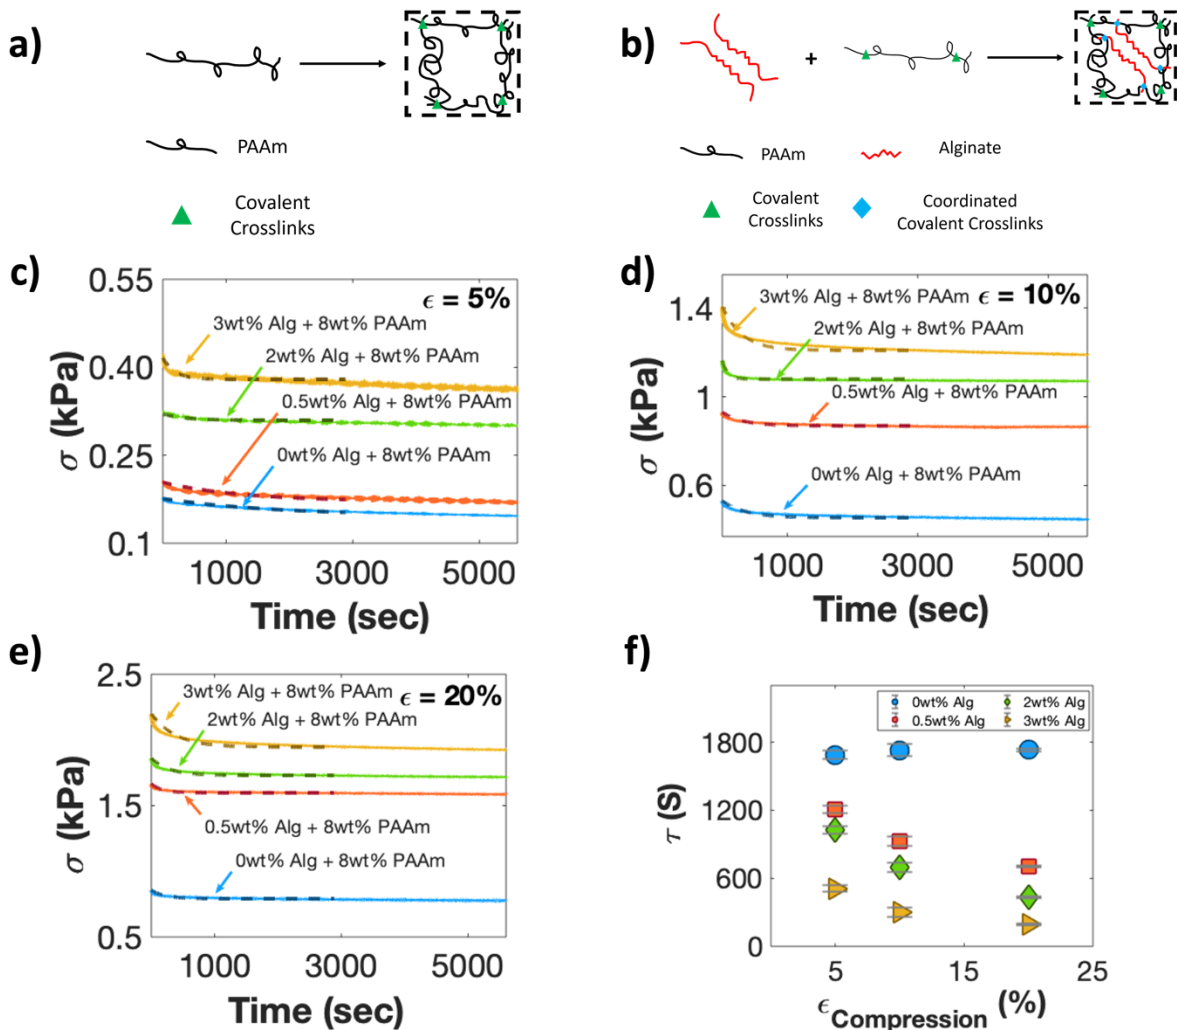 a)
PAAm
Covalent
Crosslinks
b)
+
PAAm
Alginate
Covalent
Crosslinks
Coordinated
Covalent Crosslinks
c)
0.55
0.40
0.25
0.1
σ (kPa)
ϵ = 5%
3wt% Alg + 8wt% PAAm
2wt% Alg + 8wt% PAAm
0.5wt% Alg + 8wt% PAAm
0wt% Alg + 8wt% PAAm
1000 3000 5000
Time (sec)
d)
1.4
1
0.6
σ (kPa)
3wt% Alg + 8wt% PAAm ϵ = 10%
2wt% Alg + 8wt% PAAm
0.5wt% Alg + 8wt% PAAm
0wt% Alg + 8wt% PAAm
1000 3000 5000
Time (sec)
e)
2.5
1.5
0.5
σ (kPa)
3wt% Alg + 8wt% PAAm ϵ = 20%
2wt% Alg + 8wt% PAAm
0.5wt% Alg + 8wt% PAAm
0wt% Alg + 8wt% PAAm
1000 3000 5000
Time (sec)
f)
0wt% Alg 2wt% Alg
0.5wt% Alg 3wt% Alg
1800
1200
600
0
τ (S)
5 15 25
ϵCompression (%)